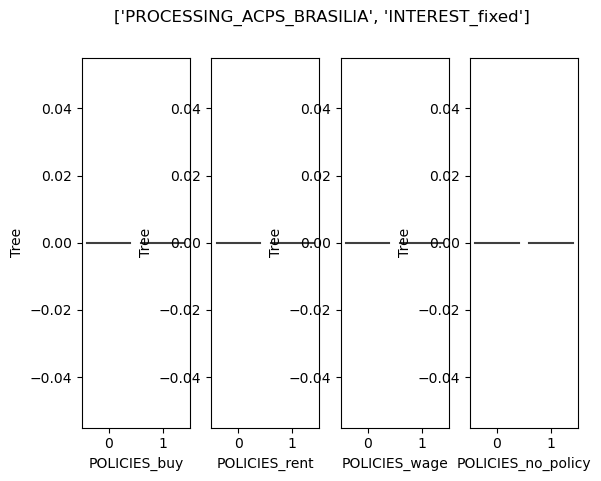 ['PROCESSING_ACPS_BRASILIA', 'INTEREST_fixed']
0.04 0.04 0.04 0.04
0.02 0.02 0.02 0.02
Tree 0.00 Tree 0.00 Tree 0.00 Tree 0.00
−0.02 −0.02 −0.02 −0.02
−0.04 −0.04 −0.04 −0.04
0 1 0 1 0 1 0 1
POLICIES_buy POLICIES_rent POLICIES_wage POLICIES_no_policy